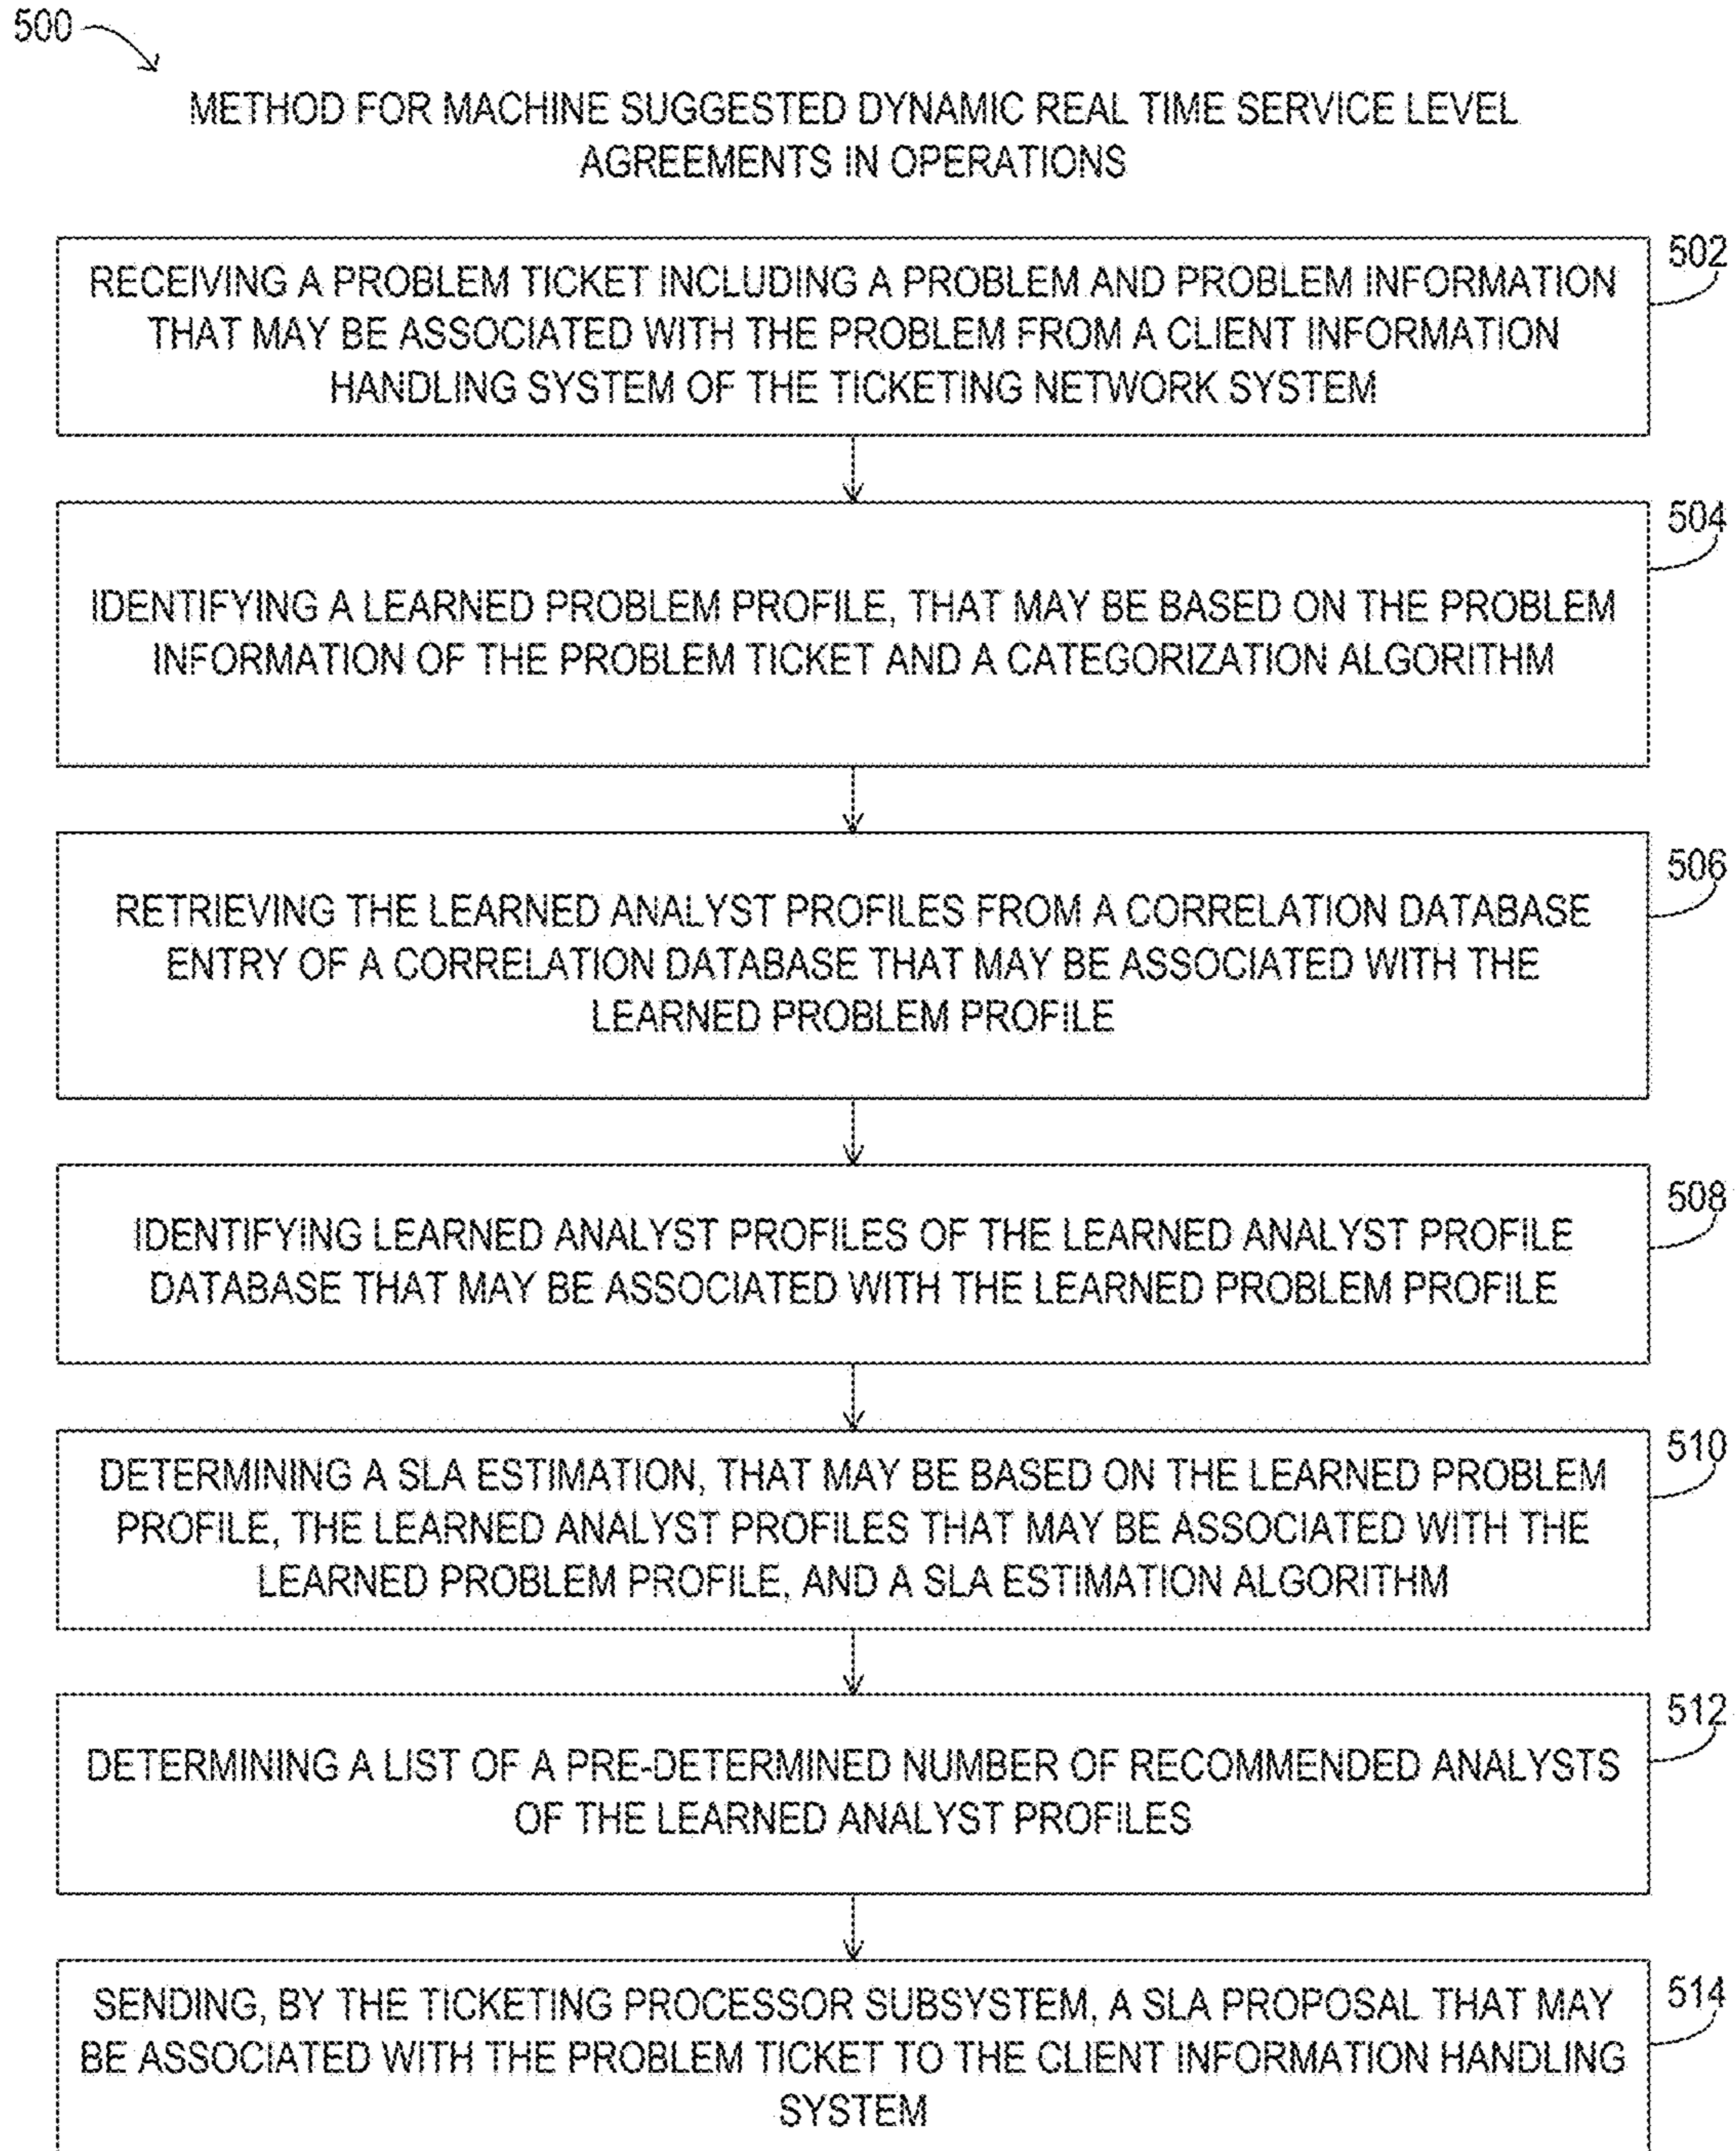 500
METHOD FOR MACHINE SUGGESTED DYNAMIC REAL TIME SERVICE LEVEL
AGREEMENTS IN OPERATIONS
502
RECEIVING A PROBLEM TICKET INCLUDING A PROBLEM AND PROBLEM INFORMATION
THAT MAY BE ASSOCIATED WITH THE PROBLEM FROM A CLIENT INFORMATION
HANDLING SYSTEM OF THE TICKETING NETWORK SYSTEM
504
IDENTIFYING A LEARNED PROBLEM PROFILE, THAT MAY BE BASED ON THE PROBLEM
INFORMATION OF THE PROBLEM TICKET AND A CATEGORIZATION ALGORITHM
506
RETRIEVING THE LEARNED ANALYST PROFILES FROM A CORRELATION DATABASE
ENTRY OF A CORRELATION DATABASE THAT MAY BE ASSOCIATED WITH THE
LEARNED PROBLEM PROFILE
508
IDENTIFYING LEARNED ANALYST PROFILES OF THE LEARNED ANALYST PROFILE
DATABASE THAT MAY BE ASSOCIATED WITH THE LEARNED PROBLEM PROFILE
510
DETERMINING A SLA ESTIMATION, THAT MAY BE BASED ON THE LEARNED PROBLEM
PROFILE, THE LEARNED ANALYST PROFILES THAT MAY BE ASSOCIATED WITH THE
LEARNED PROBLEM PROFILE, AND A SLA ESTIMATION ALGORITHM
512
DETERMINING A LIST OF A PRE-DETERMINED NUMBER OF RECOMMENDED ANALYSTS
OF THE LEARNED ANALYST PROFILES
514
SENDING, BY THE TICKETING PROCESSOR SUBSYSTEM, A SLA PROPOSAL THAT MAY
BE ASSOCIATED WITH THE PROBLEM TICKET TO THE CLIENT INFORMATION HANDLING
SYSTEM